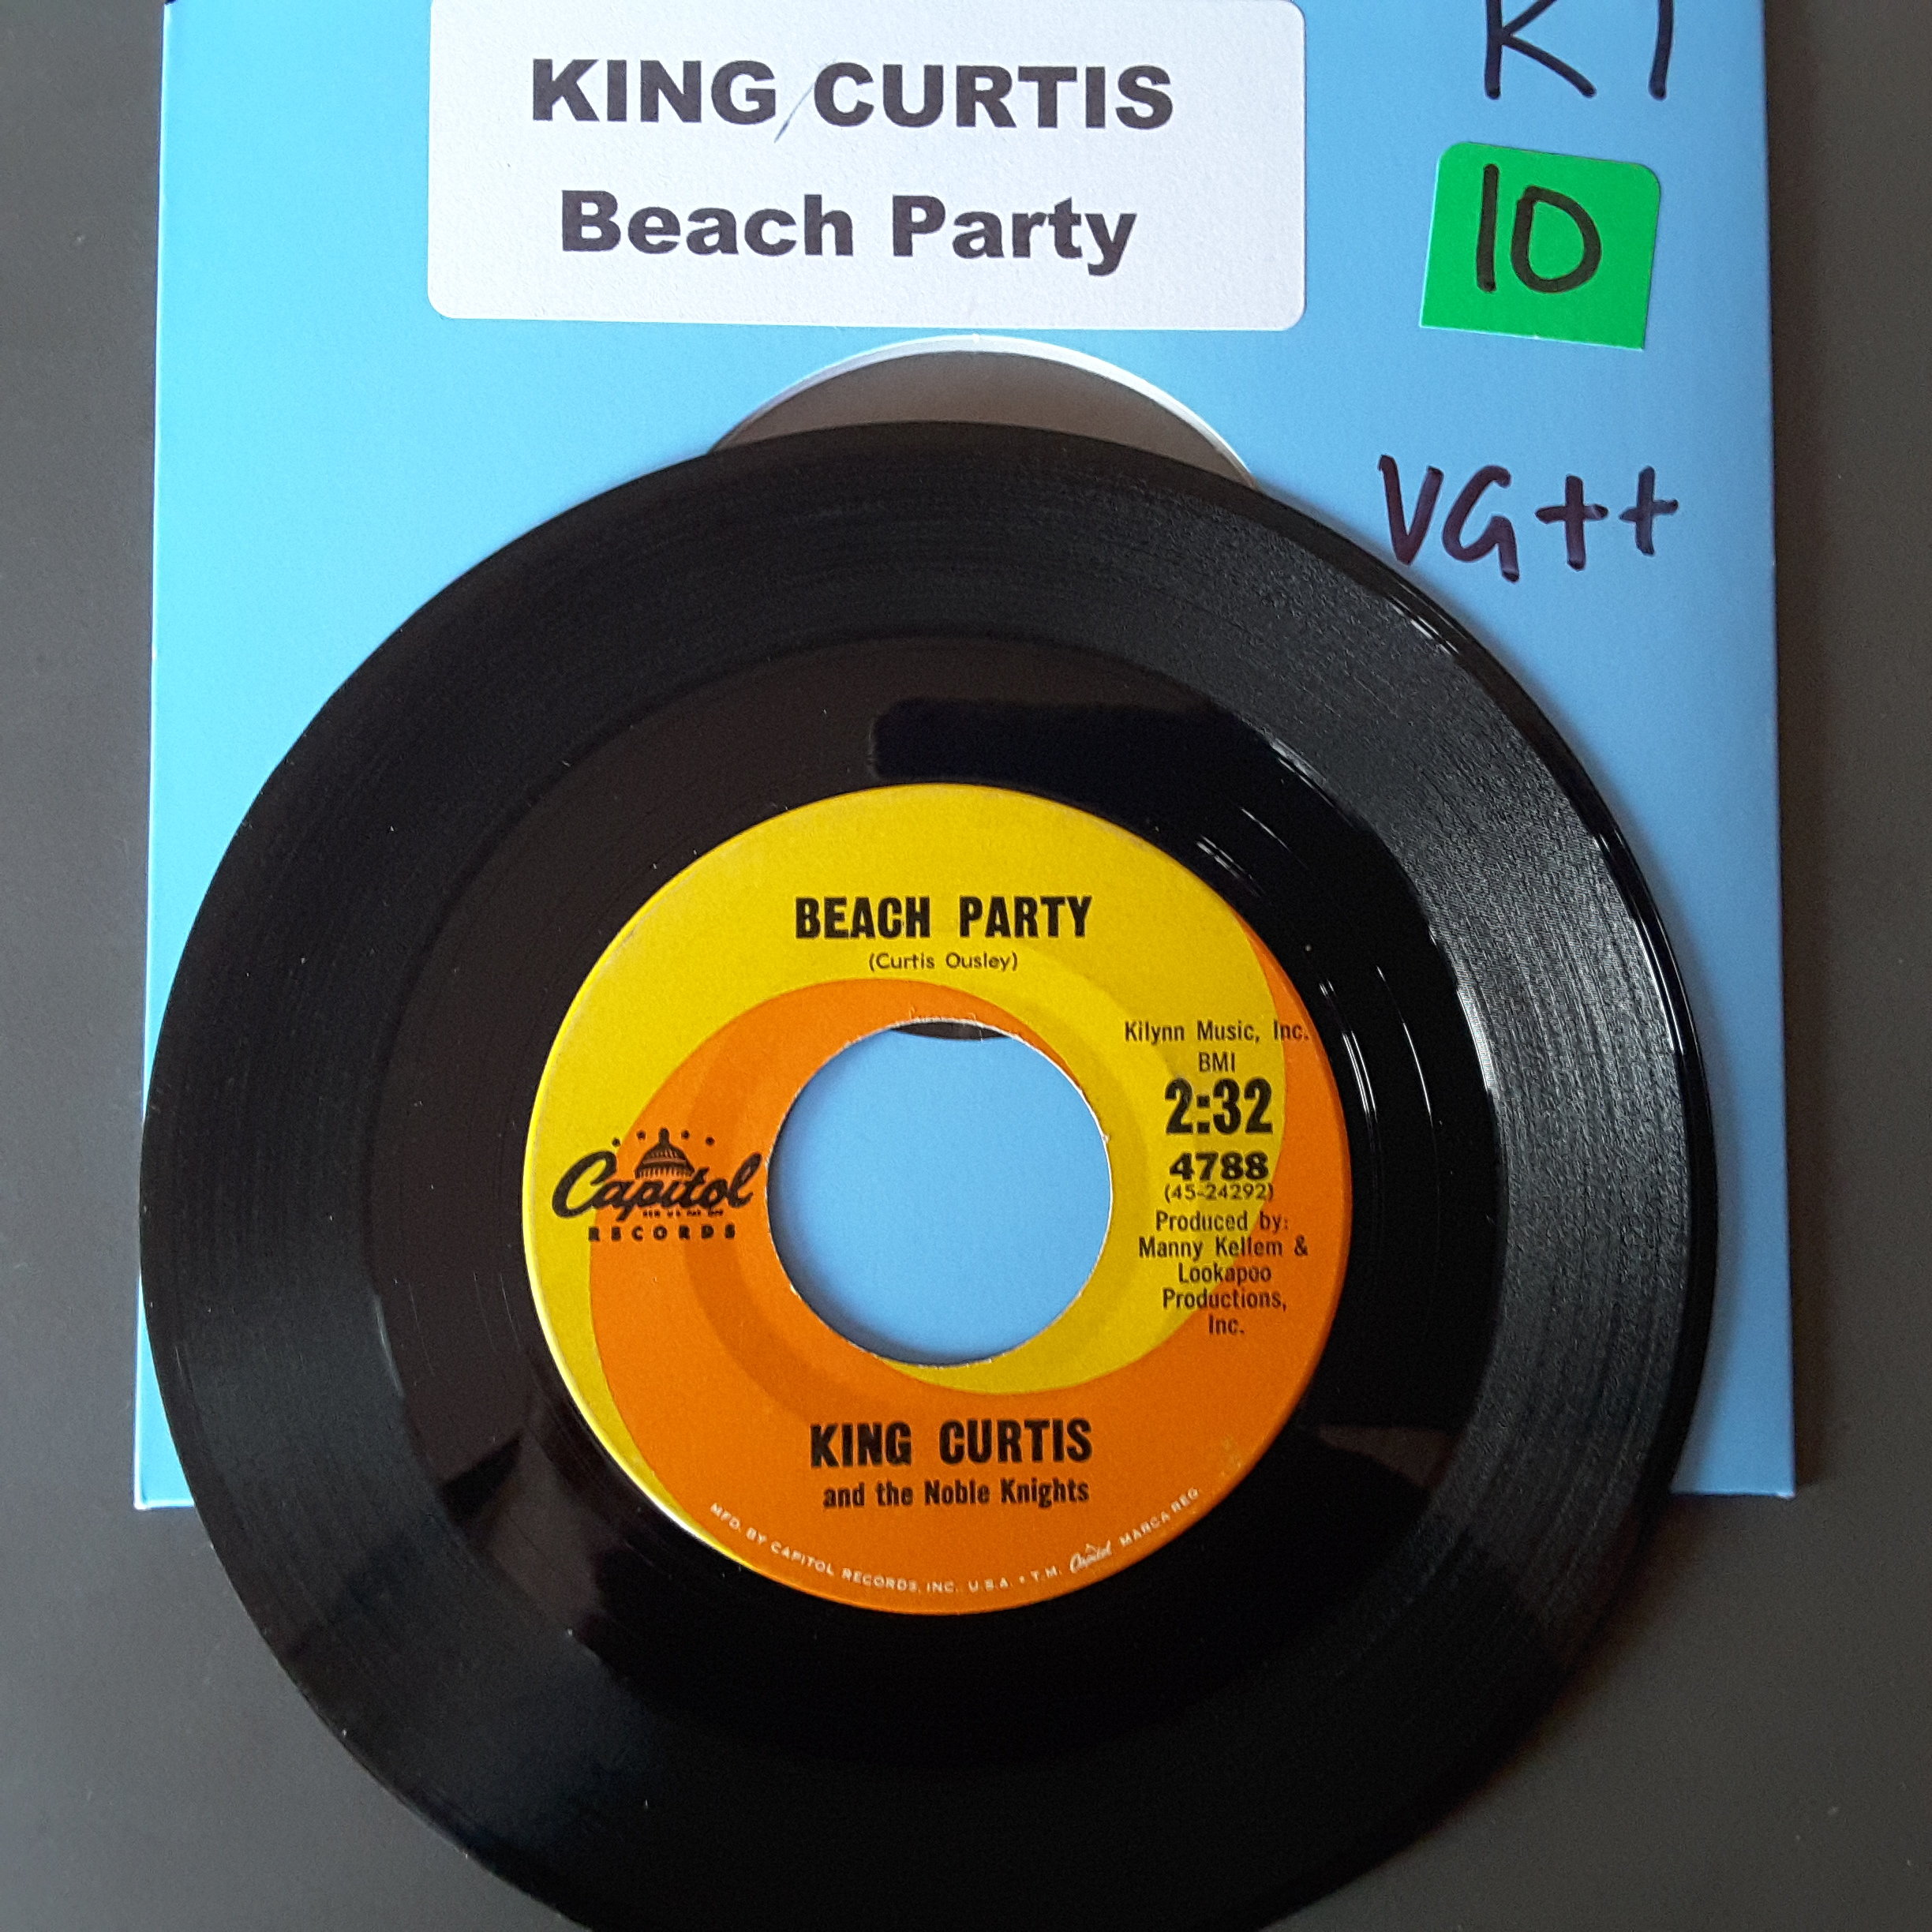 KING CURTIS
Beach Party
10
VG++
BEACH PARTY
(Curtis Ousley)
Kilynn Music, Inc.
BMI
2:32
4788
(45-24292)
Produced by:
Manny Kellem &
Lookapoo
Productions,
Inc.
Capitol
RECORDS
KING CURTIS
and the Noble Knights
MFD. BY CAPITOL RECORDS, INC. U.S.A. • T.M. Capitol MARCA REG.